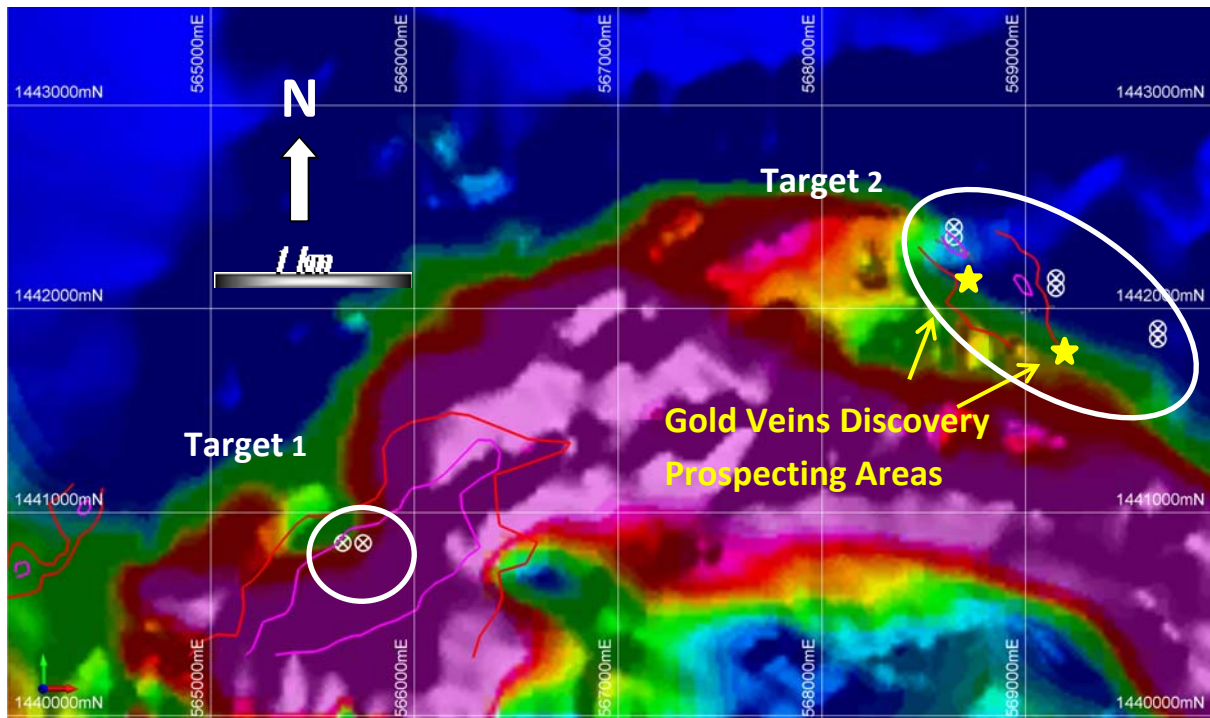 565000mE
566000mE
567000mE
568000mE
569000mE
1443000mN
1443000mN
N
1 km
Target 2
1442000mN
1442000mN
Target 1
Gold Veins Discovery
Prospecting Areas
1441000mN
1441000mN
565000mE
566000mE
567000mE
568000mE
569000mE
1440000mN
1440000mN